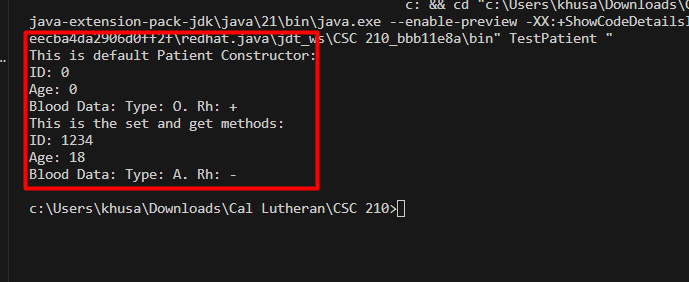 c: && cd "c:\Users\khusa\Downloads\C
java-extension-pack-jdk\java\21\bin\java.exe --enable-preview -XX:+ShowCodeDetailsI
eecba4da2906d0ff2f\redhat.java\jdt_ws\CSC 210_bbb11e8a\bin" TestPatient "
This is default Patient Constructor:
ID: 0
Age: 0
Blood Data: Type: O. Rh: +
This is the set and get methods:
ID: 1234
Age: 18
Blood Data: Type: A. Rh: -
c:\Users\khusa\Downloads\Cal Lutheran\CSC 210>